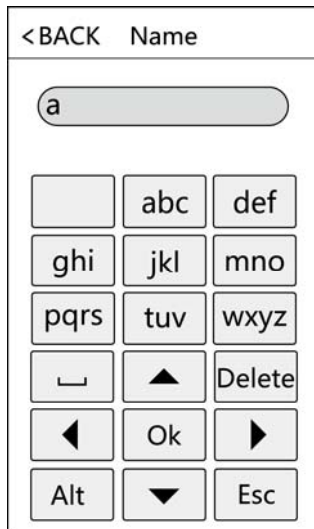 <BACK Name
a
abc def
ghi jkl mno
pqrs tuv wxyz
Delete
Ok
Alt Esc